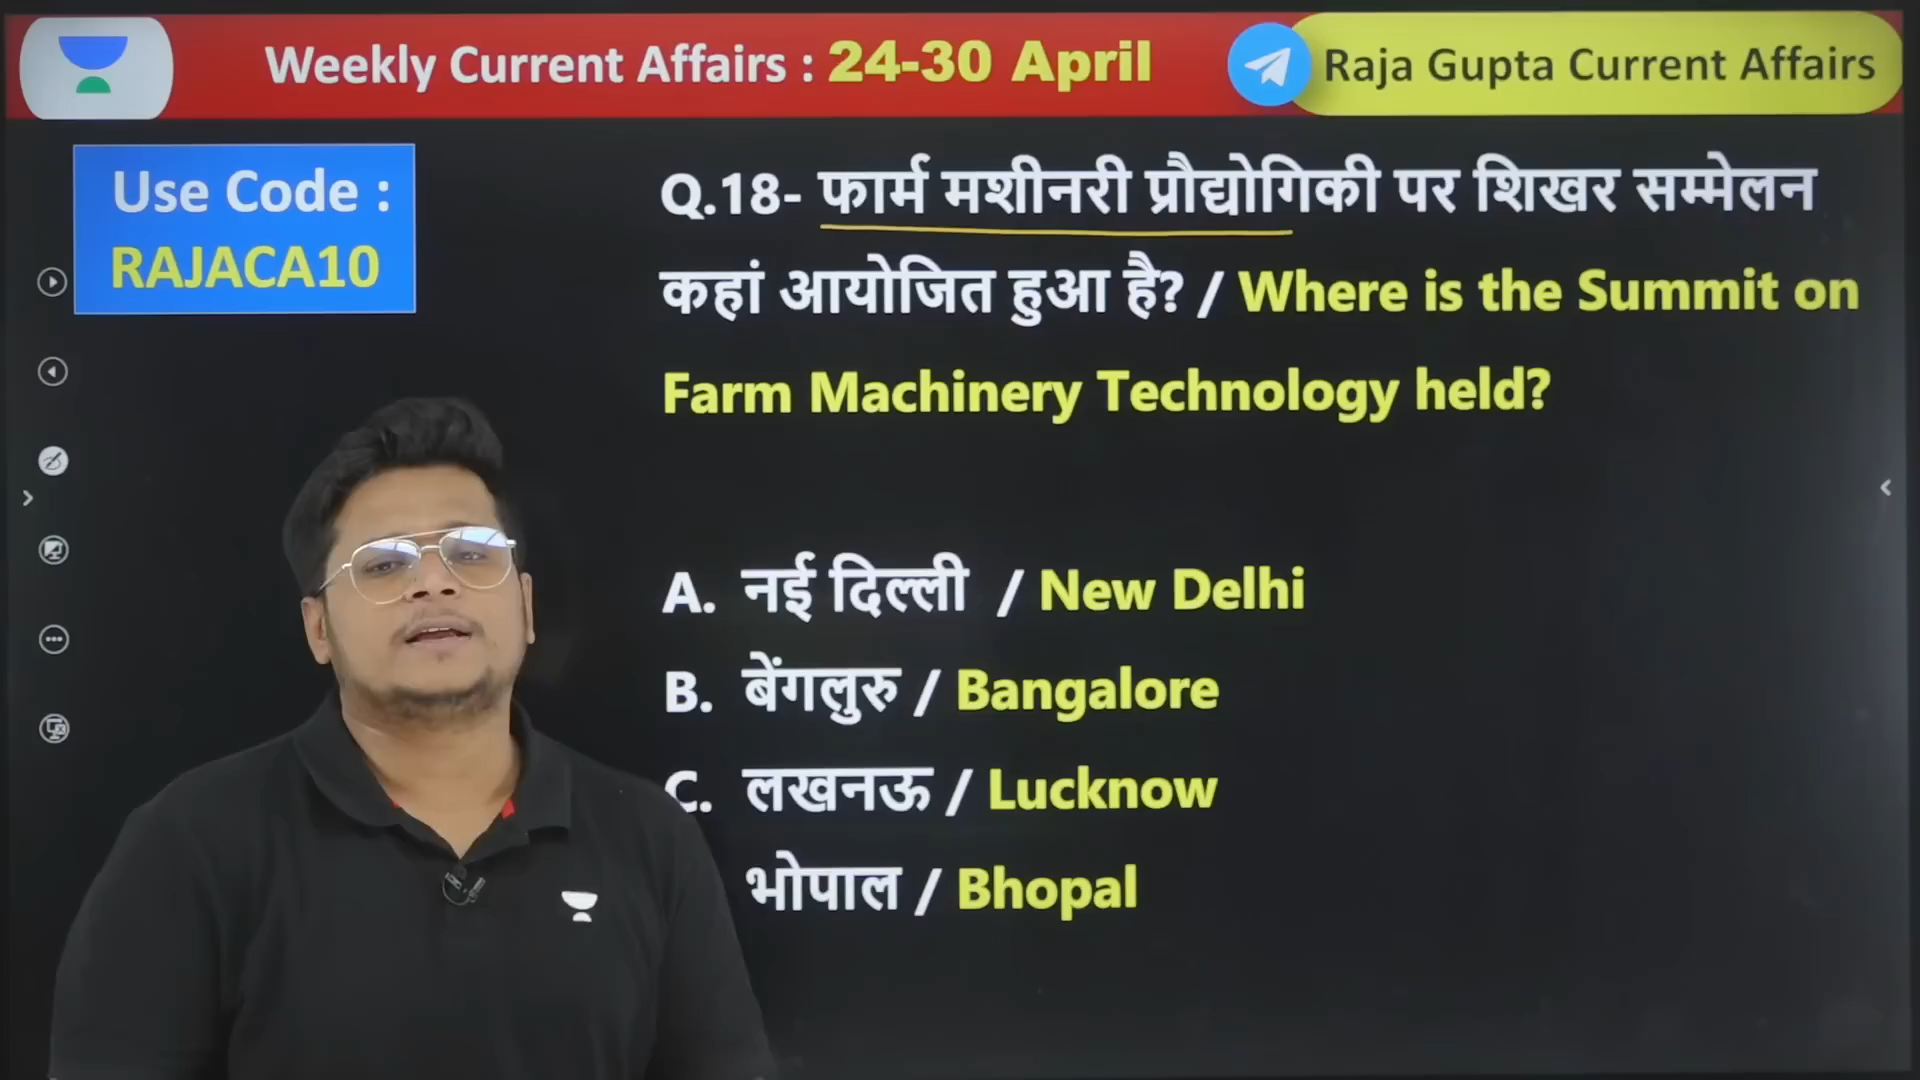 Weekly Current Affairs : 24-30 April
Raja Gupta Current Affairs
Use Code :
RAJACA10
Q.18- फार्म मशीनरी प्रौद्योगिकी पर शिखर सम्मेलन
कहां आयोजित हुआ है? / Where is the Summit on
Farm Machinery Technology held?
A. नई दिल्ली / New Delhi
B. बेंगलुरु / Bangalore
C. लखनऊ / Lucknow
भोपाल / Bhopal